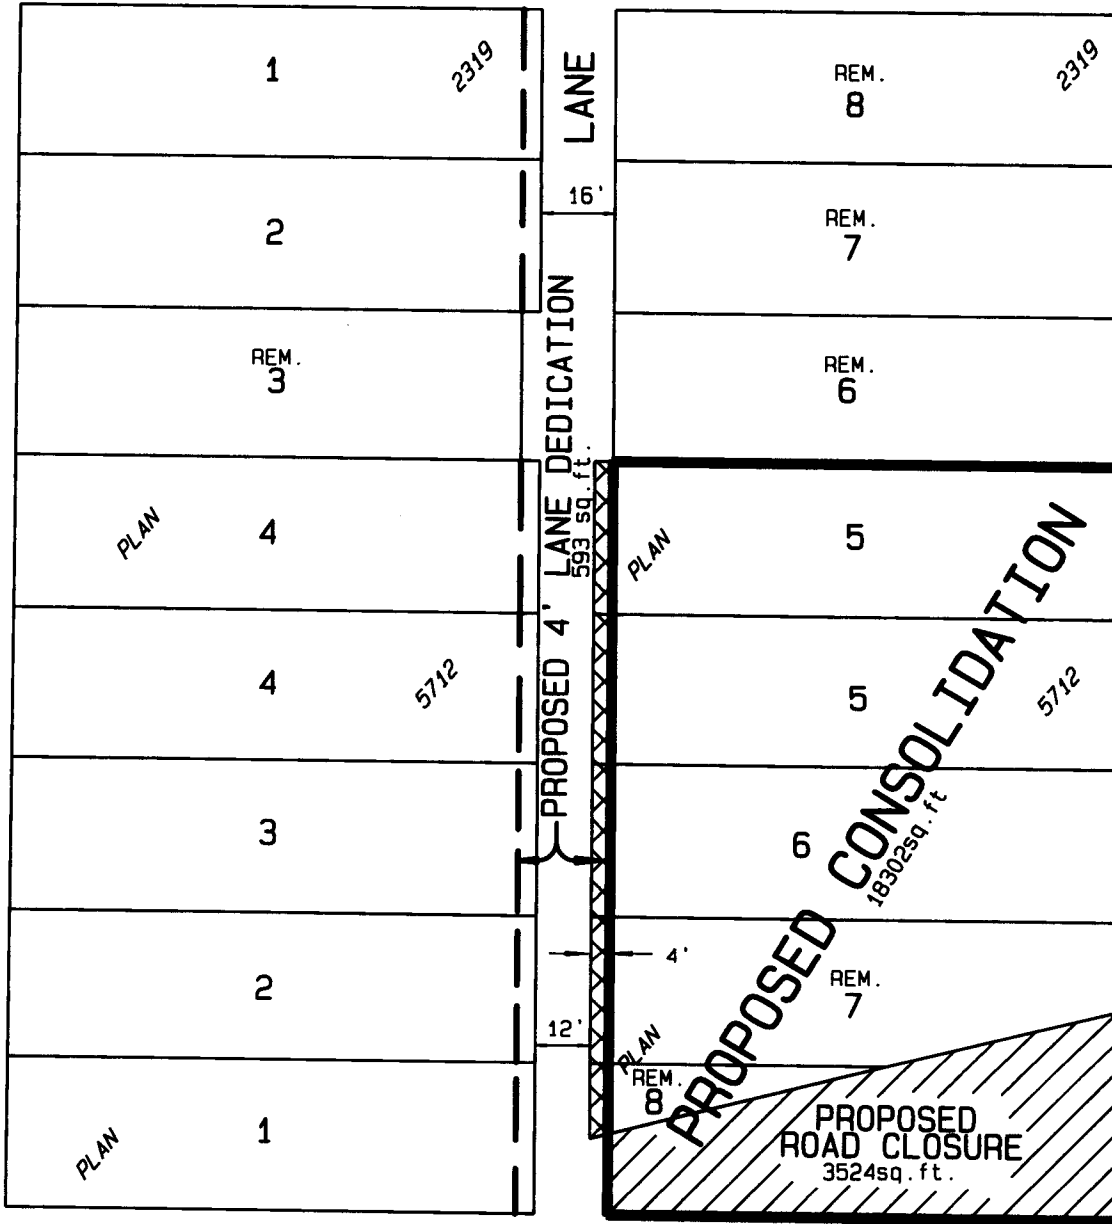 1
2319
LANE
REM.
8
2319
2
16'
REM.
7
REM.
3
REM.
6
PROPOSED 4' LANE DEDICATION
593 sq.ft.
PLAN
4
PLAN
5
4
5712
5
5712
3
6
PROPOSED CONSOLIDATION
18302sq.ft
2
4'
REM.
7
12'
PLAN
REM.
8
PLAN
1
PROPOSED
ROAD CLOSURE
3524sq.ft.